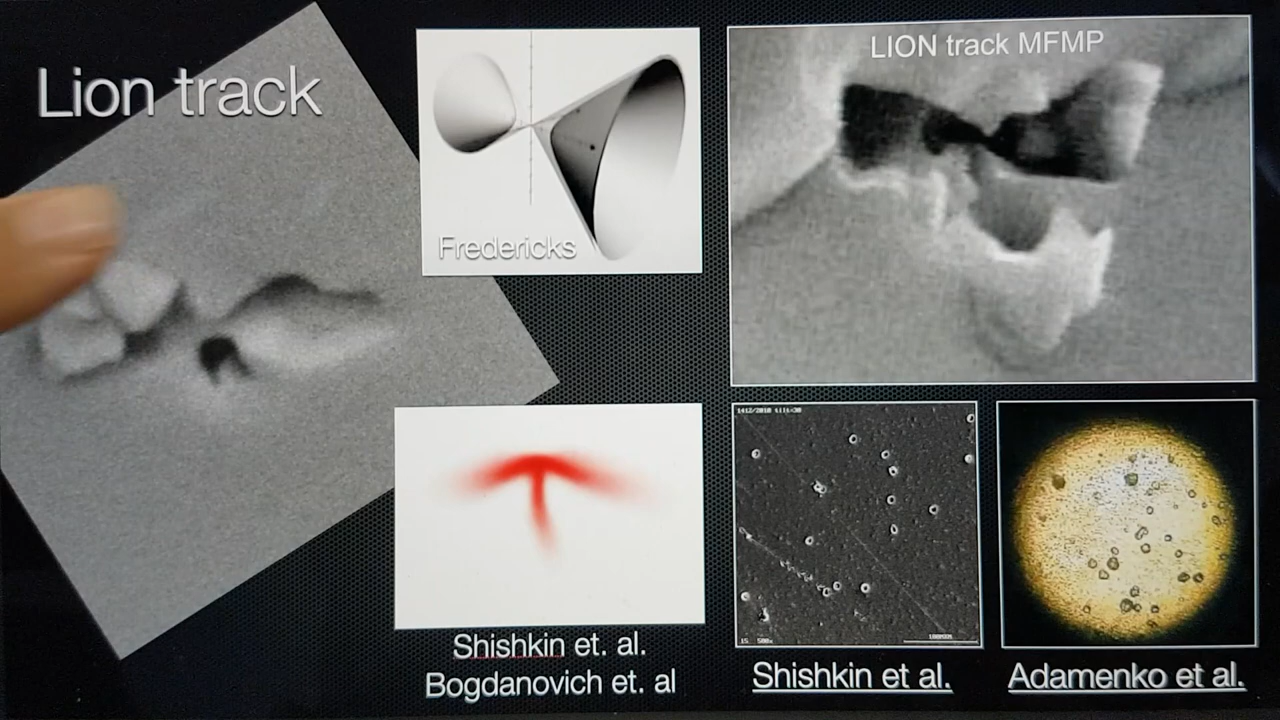 Lion track
Fredericks
LION track MFMP
Shishkin et. al.
Bogdanovich et. al
Shishkin et al.
Adamenko et al.